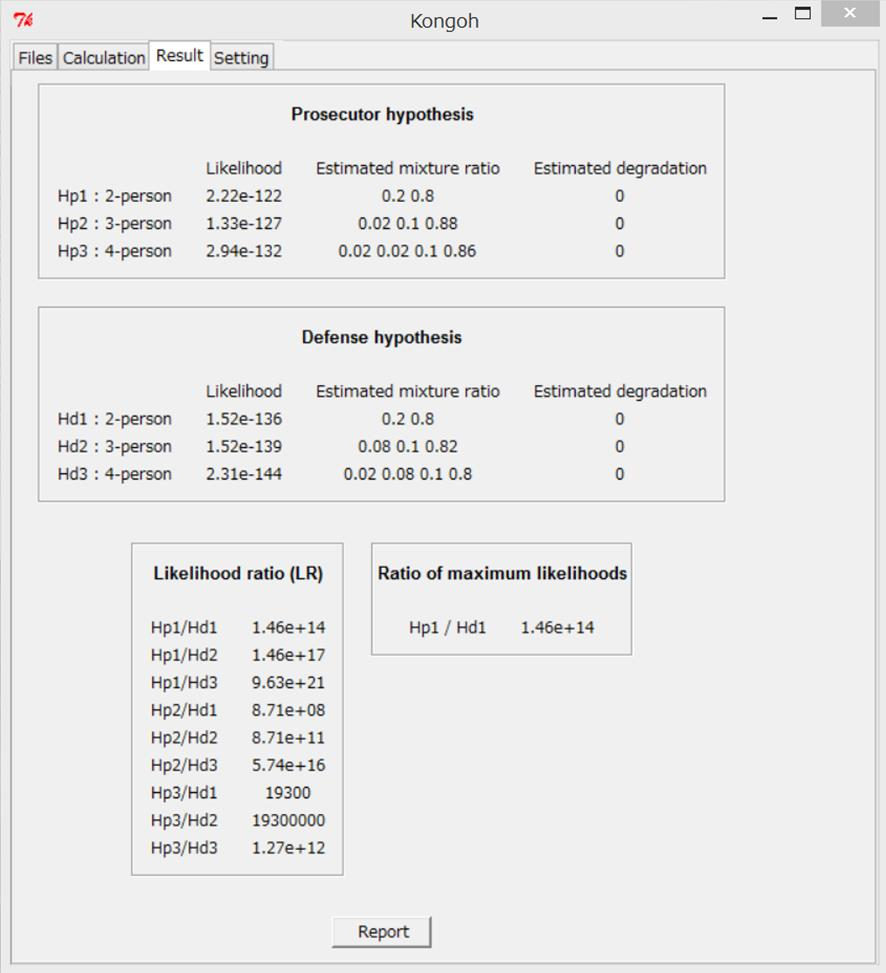 Kongoh
Files Calculation Result Setting
Prosecutor hypothesis
Likelihood Estimated mixture ratio Estimated degradation
Hp1 : 2-person 2.22e-122 0.2 0.8 0
Hp2 : 3-person 1.33e-127 0.02 0.1 0.88 0
Hp3 : 4-person 2.94e-132 0.02 0.02 0.1 0.86 0
Defense hypothesis
Likelihood Estimated mixture ratio Estimated degradation
Hd1 : 2-person 1.52e-136 0.2 0.8 0
Hd2 : 3-person 1.52e-139 0.08 0.1 0.82 0
Hd3 : 4-person 2.31e-144 0.02 0.08 0.1 0.8 0
Likelihood ratio (LR)
Hp1/Hd1 1.46e+14
Hp1/Hd2 1.46e+17
Hp1/Hd3 9.63e+21
Hp2/Hd1 8.71e+08
Hp2/Hd2 8.71e+11
Hp2/Hd3 5.74e+16
Hp3/Hd1 19300
Hp3/Hd2 19300000
Hp3/Hd3 1.27e+12
Ratio of maximum likelihoods
Hp1 / Hd1 1.46e+14
Report